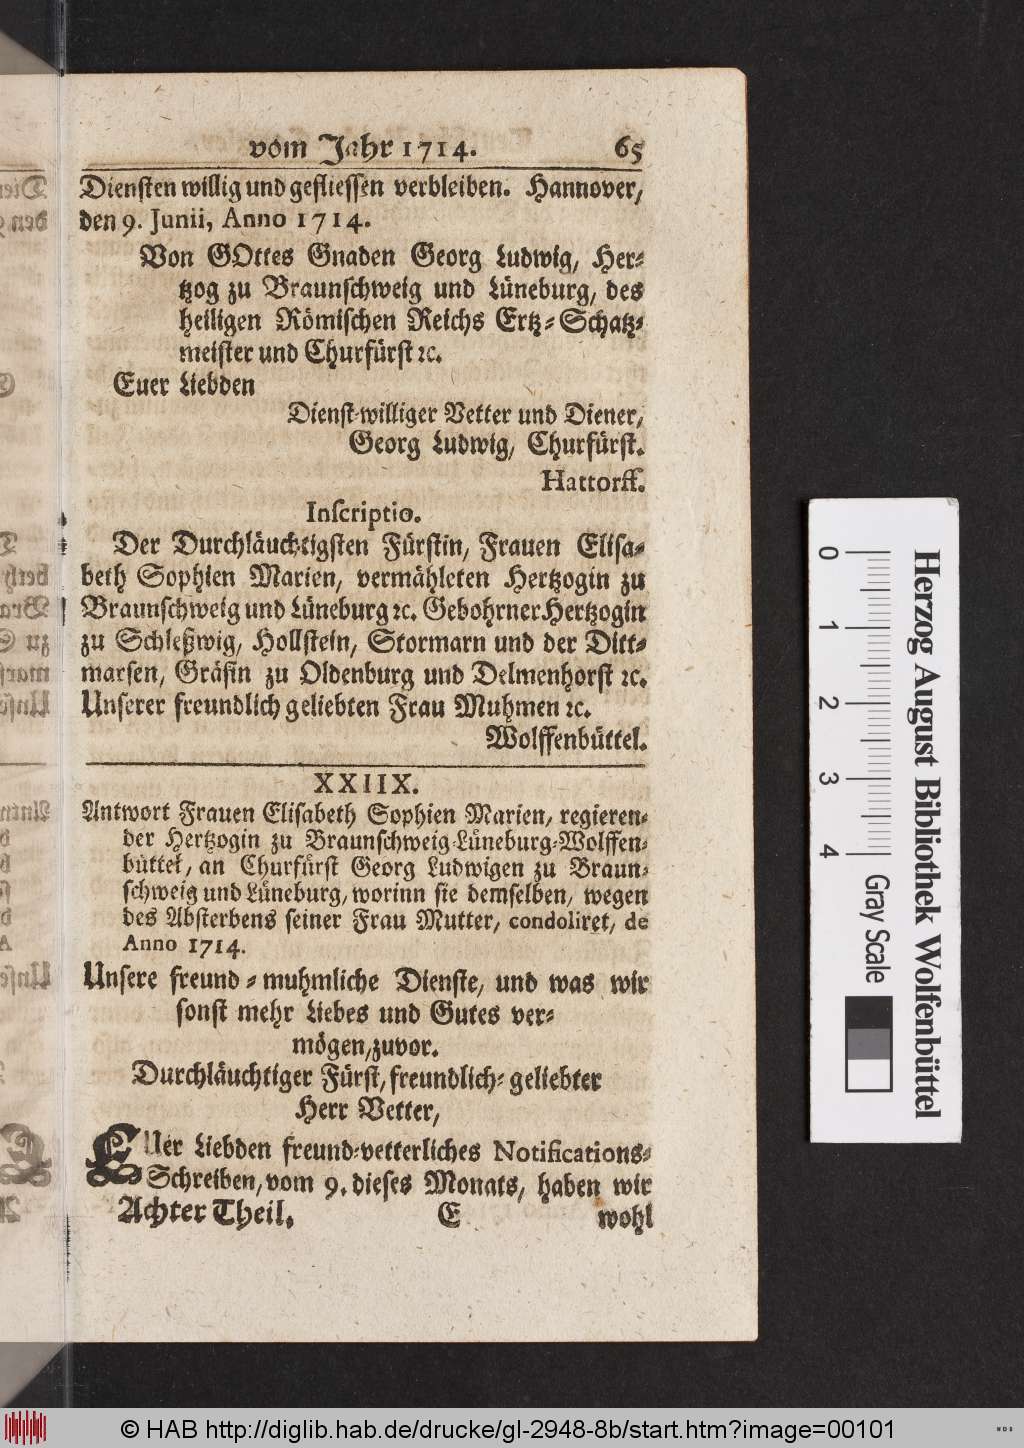 vom Jahr 1714. 65
Diensten willig und geflissen verbleiben. Hannover,
den 9. Junii, Anno 1714.
Von GOttes Gnaden Georg Ludwig, Her-
tzog zu Braunschweig und Lüneburg, des
heiligen Römischen Reichs Ertz-Schatz-
meister und Churfürst ꝛc.
Euer Liebden
Dienst-williger Vetter und Diener,
Georg Ludwig, Churfürst.
Hattorff.
Inscriptio.
Der Durchläuchtigsten Fürstin, Frauen Elisa-
beth Sophien Marien, vermähleten Hertzogin zu
Braunschweig und Lüneburg ꝛc. Gebohrner Hertzogin
zu Schleßwig, Hollstein, Stormarn und der Ditt-
marsen, Gräfin zu Oldenburg und Delmenhorst ꝛc.
Unserer freundlich geliebten Frau Muhmen ꝛc.
Wolffenbüttel.
XXIIX.
Antwort Frauen Elisabeth Sophien Marien, regieren-
der Hertzogin zu Braunschweig-Lüneburg-Wolffen-
büttel, an Churfürst Georg Ludwigen zu Braun-
schweig und Lüneburg, worinn sie demselben, wegen
des Absterbens seiner Frau Mutter, condoliret, de
Anno 1714.
Unsere freund-muhmliche Dienste, und was wir
sonst mehr Liebes und Gutes ver-
mögen, zuvor.
Durchläuchtiger Fürst, freundlich-geliebter
Herr Vetter,
EUer Liebden freund-vetterliches Notifications-
Schreiben, vom 9. dieses Monats, haben wir
Achter Theil. E wohl
0 1 2 3 4
Herzog August Bibliothek Wolfenbüttel
Gray Scale
© HAB http://diglib.hab.de/drucke/gl-2948-8b/start.htm?image=00101